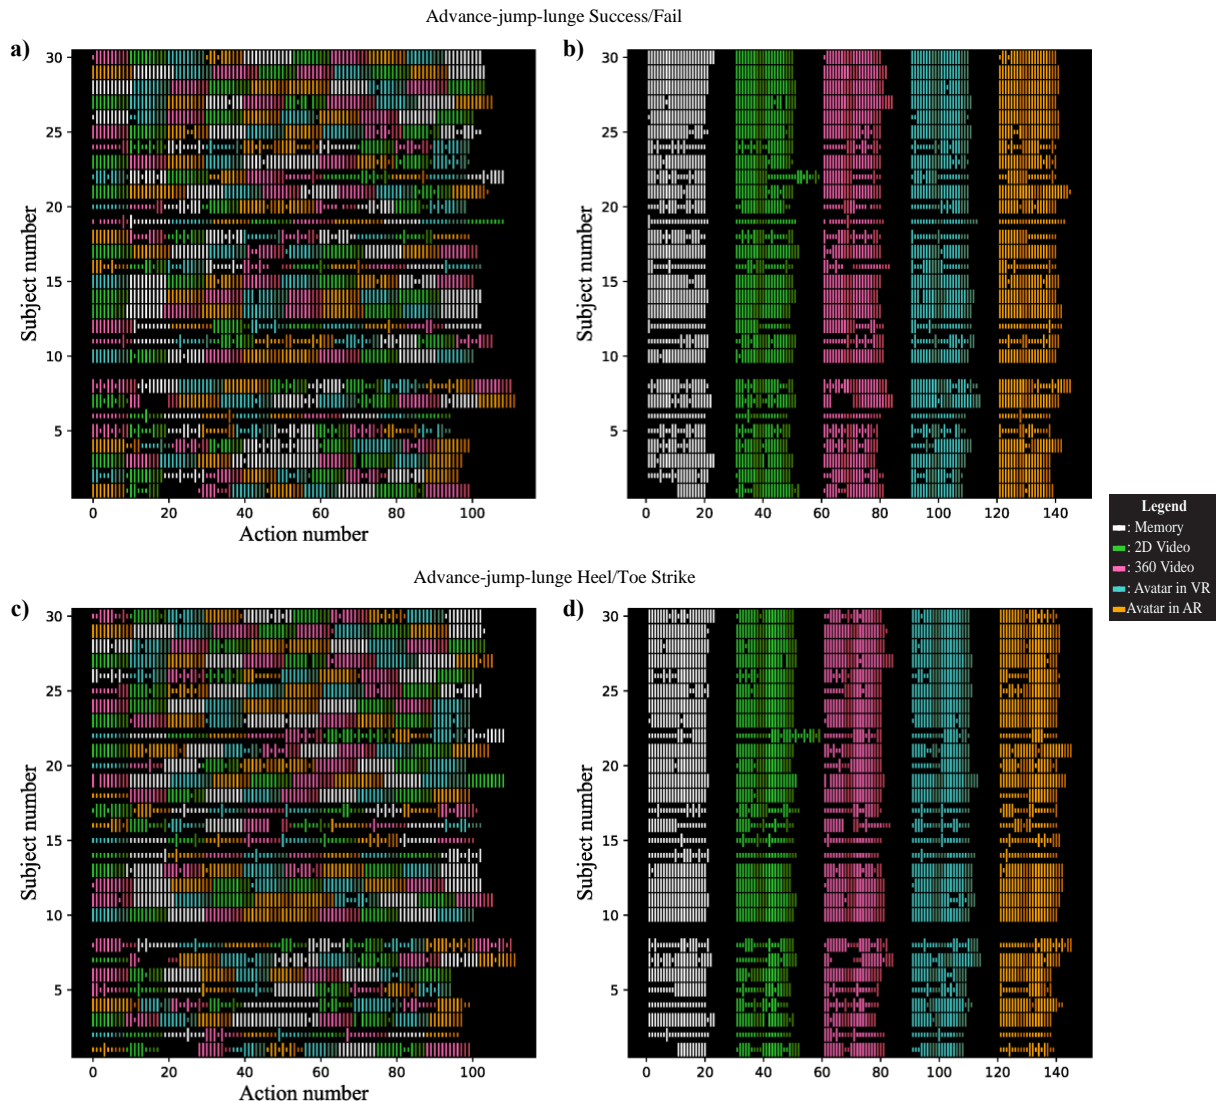 Advance-jump-lunge Success/Fail
a)
b)
30
25
20
15
10
5
Subject number
0 20 40 60 80 100
Action number
30
25
20
15
10
5
Subject number
0 20 40 60 80 100 120 140
Legend
: Memory
: 2D Video
: 360 Video
: Avatar in VR
Avatar in AR
Advance-jump-lunge Heel/Toe Strike
c)
d)
30
25
20
15
10
5
Subject number
0 20 40 60 80 100
Action number
30
25
20
15
10
5
Subject number
0 20 40 60 80 100 120 140